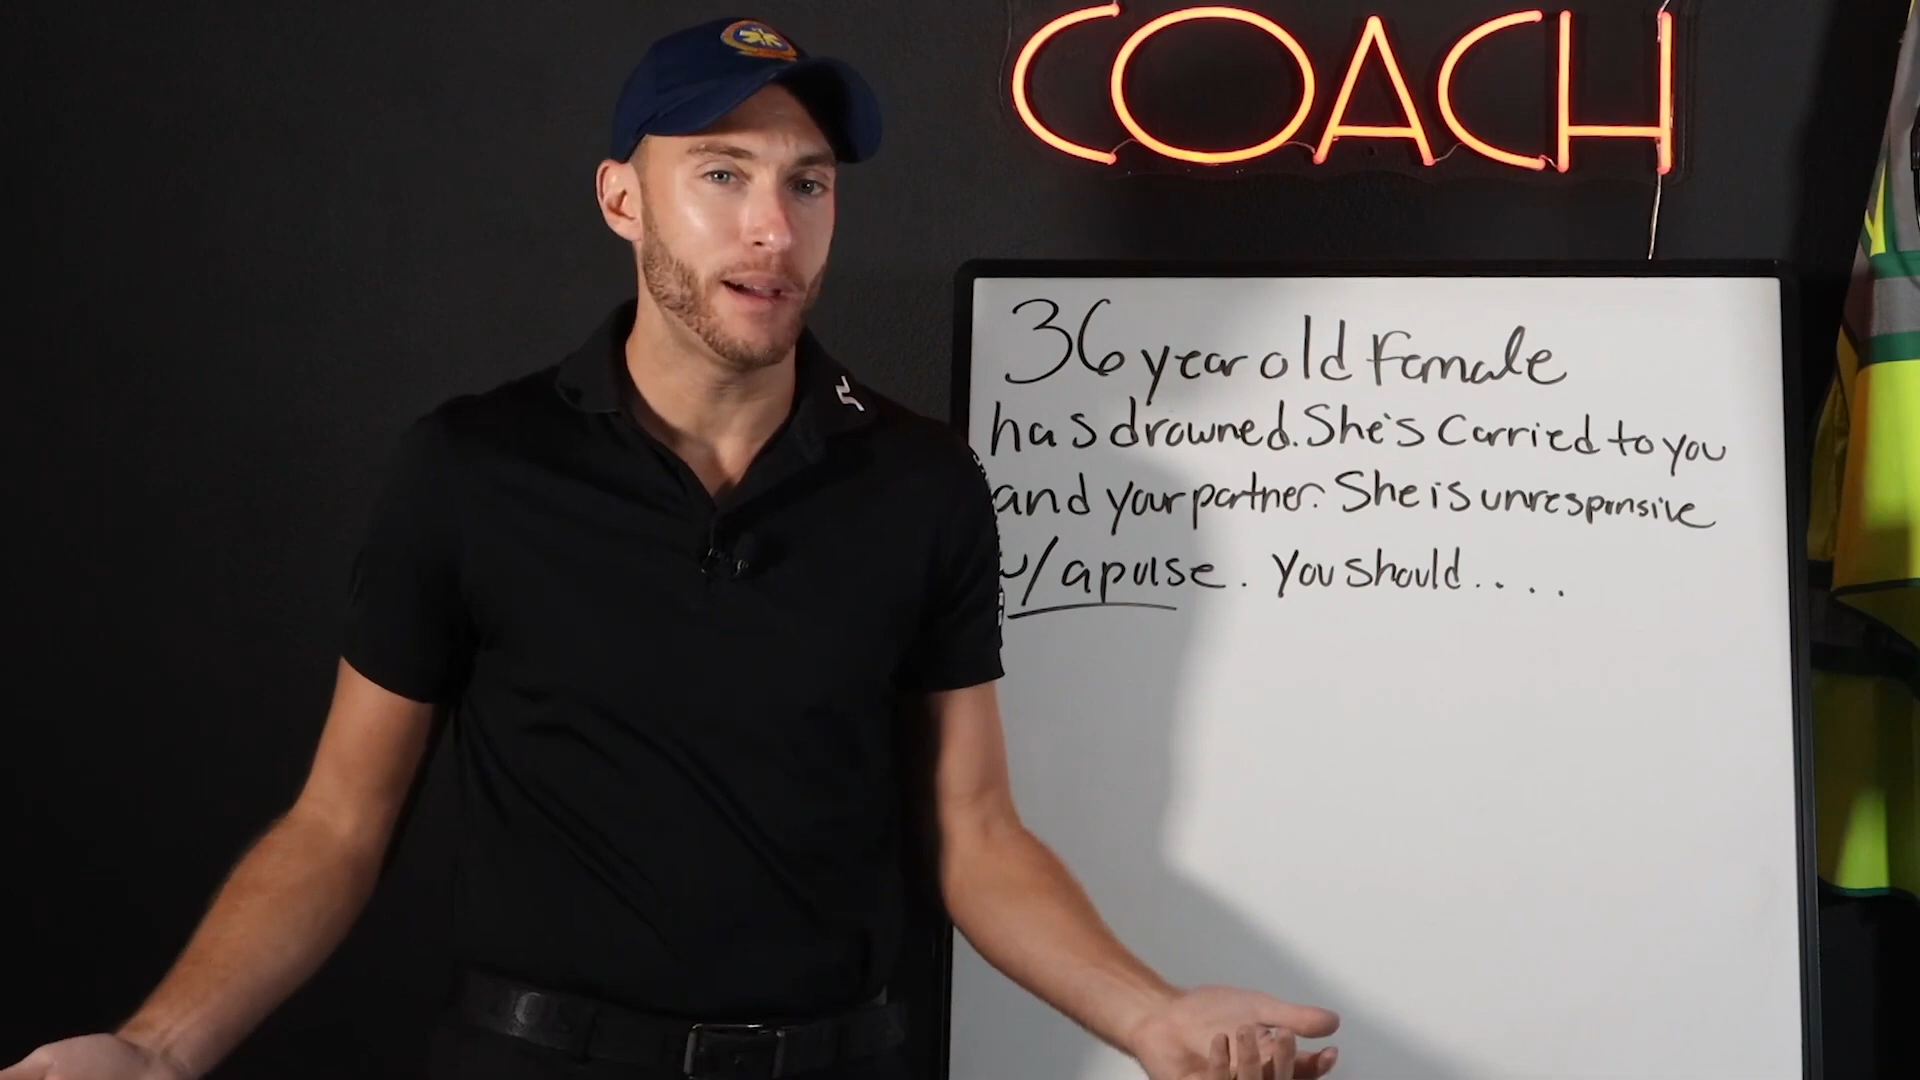 COACH
36 year old Female
has drowned. She's Carried to you
and your partner. She is unresponsive
w/ a pulse. You should....